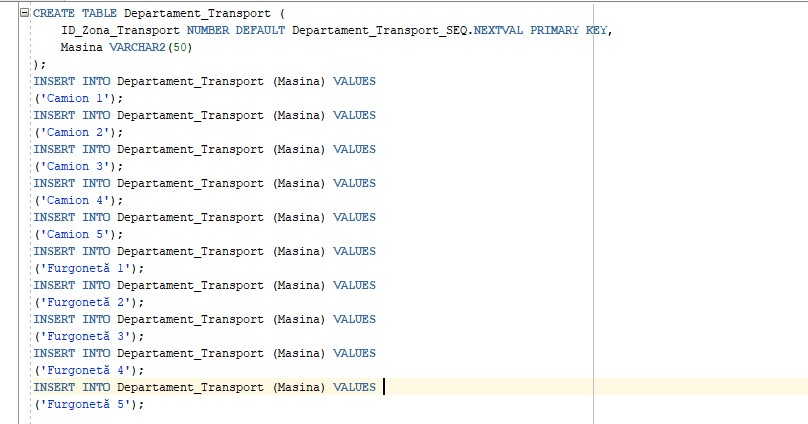 CREATE TABLE Departament_Transport (
ID_Zona_Transport NUMBER DEFAULT Departament_Transport_SEQ.NEXTVAL PRIMARY KEY,
Masina VARCHAR2(50)
);
INSERT INTO Departament_Transport (Masina) VALUES
('Camion 1');
INSERT INTO Departament_Transport (Masina) VALUES
('Camion 2');
INSERT INTO Departament_Transport (Masina) VALUES
('Camion 3');
INSERT INTO Departament_Transport (Masina) VALUES
('Camion 4');
INSERT INTO Departament_Transport (Masina) VALUES
('Camion 5');
INSERT INTO Departament_Transport (Masina) VALUES
('Furgonetă 1');
INSERT INTO Departament_Transport (Masina) VALUES
('Furgonetă 2');
INSERT INTO Departament_Transport (Masina) VALUES
('Furgonetă 3');
INSERT INTO Departament_Transport (Masina) VALUES
('Furgonetă 4');
INSERT INTO Departament_Transport (Masina) VALUES
('Furgonetă 5');